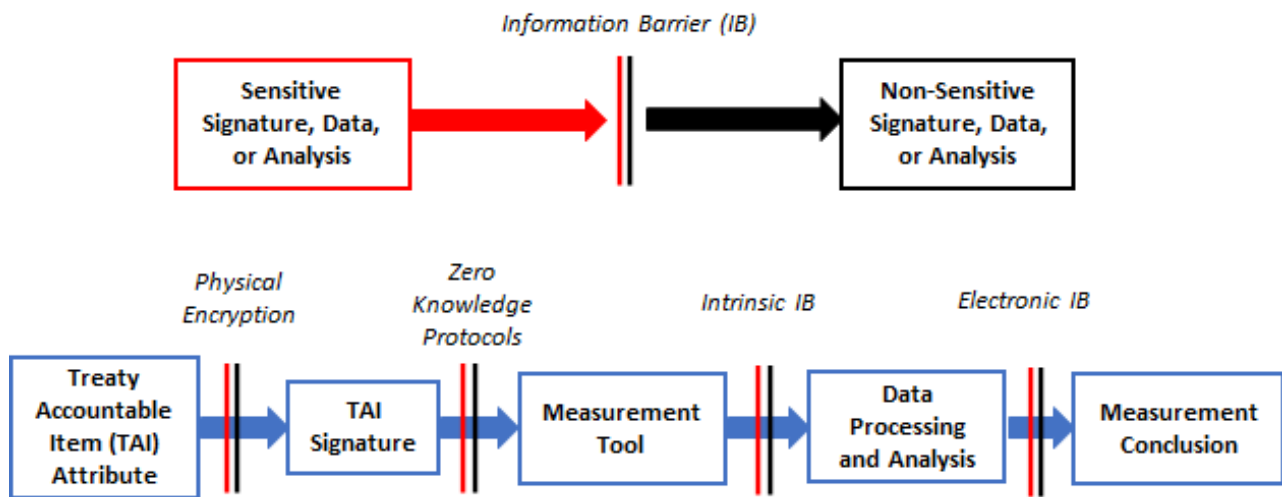 Information Barrier (IB)
Sensitive
Signature, Data,
or Analysis
Non-Sensitive
Signature, Data,
or Analysis
Physical
Encryption
Zero
Knowledge
Protocols
Intrinsic IB
Electronic IB
Treaty
Accountable
Item (TAI)
Attribute
TAI
Signature
Measurement
Tool
Data
Processing
and Analysis
Measurement
Conclusion